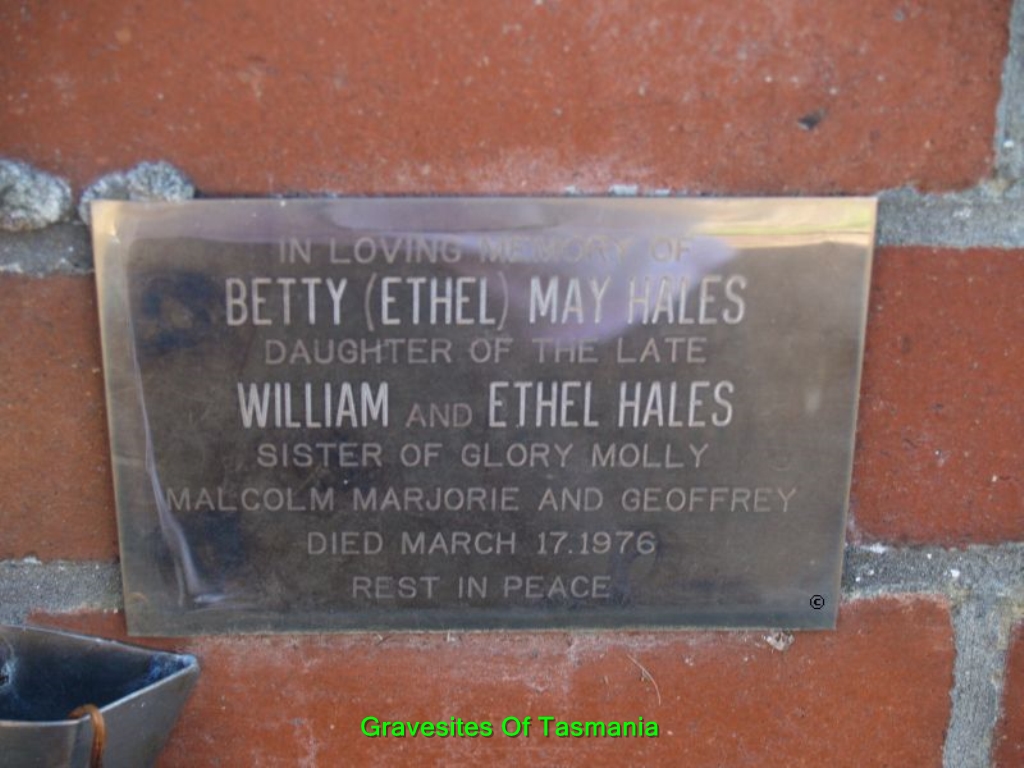 IN LOVING MEMORY OF
BETTY (ETHEL) MAY HALES
DAUGHTER OF THE LATE
WILLIAM AND ETHEL HALES
SISTER OF GLORY MOLLY
MALCOLM MARJORIE AND GEOFFREY
DIED MARCH 17.1976
REST IN PEACE
©
Gravesites Of Tasmania